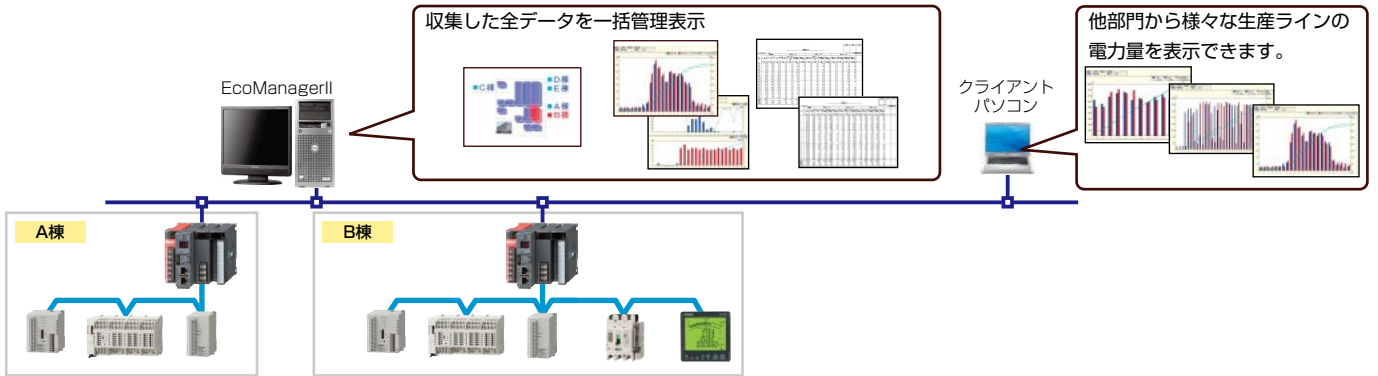 収集した全データを一括管理表示
他部門から様々な生産ラインの
電力量を表示できます。
EcoManagerII
クライアント
パソコン
C棟
D棟
E棟
A棟
B棟
A棟
B棟